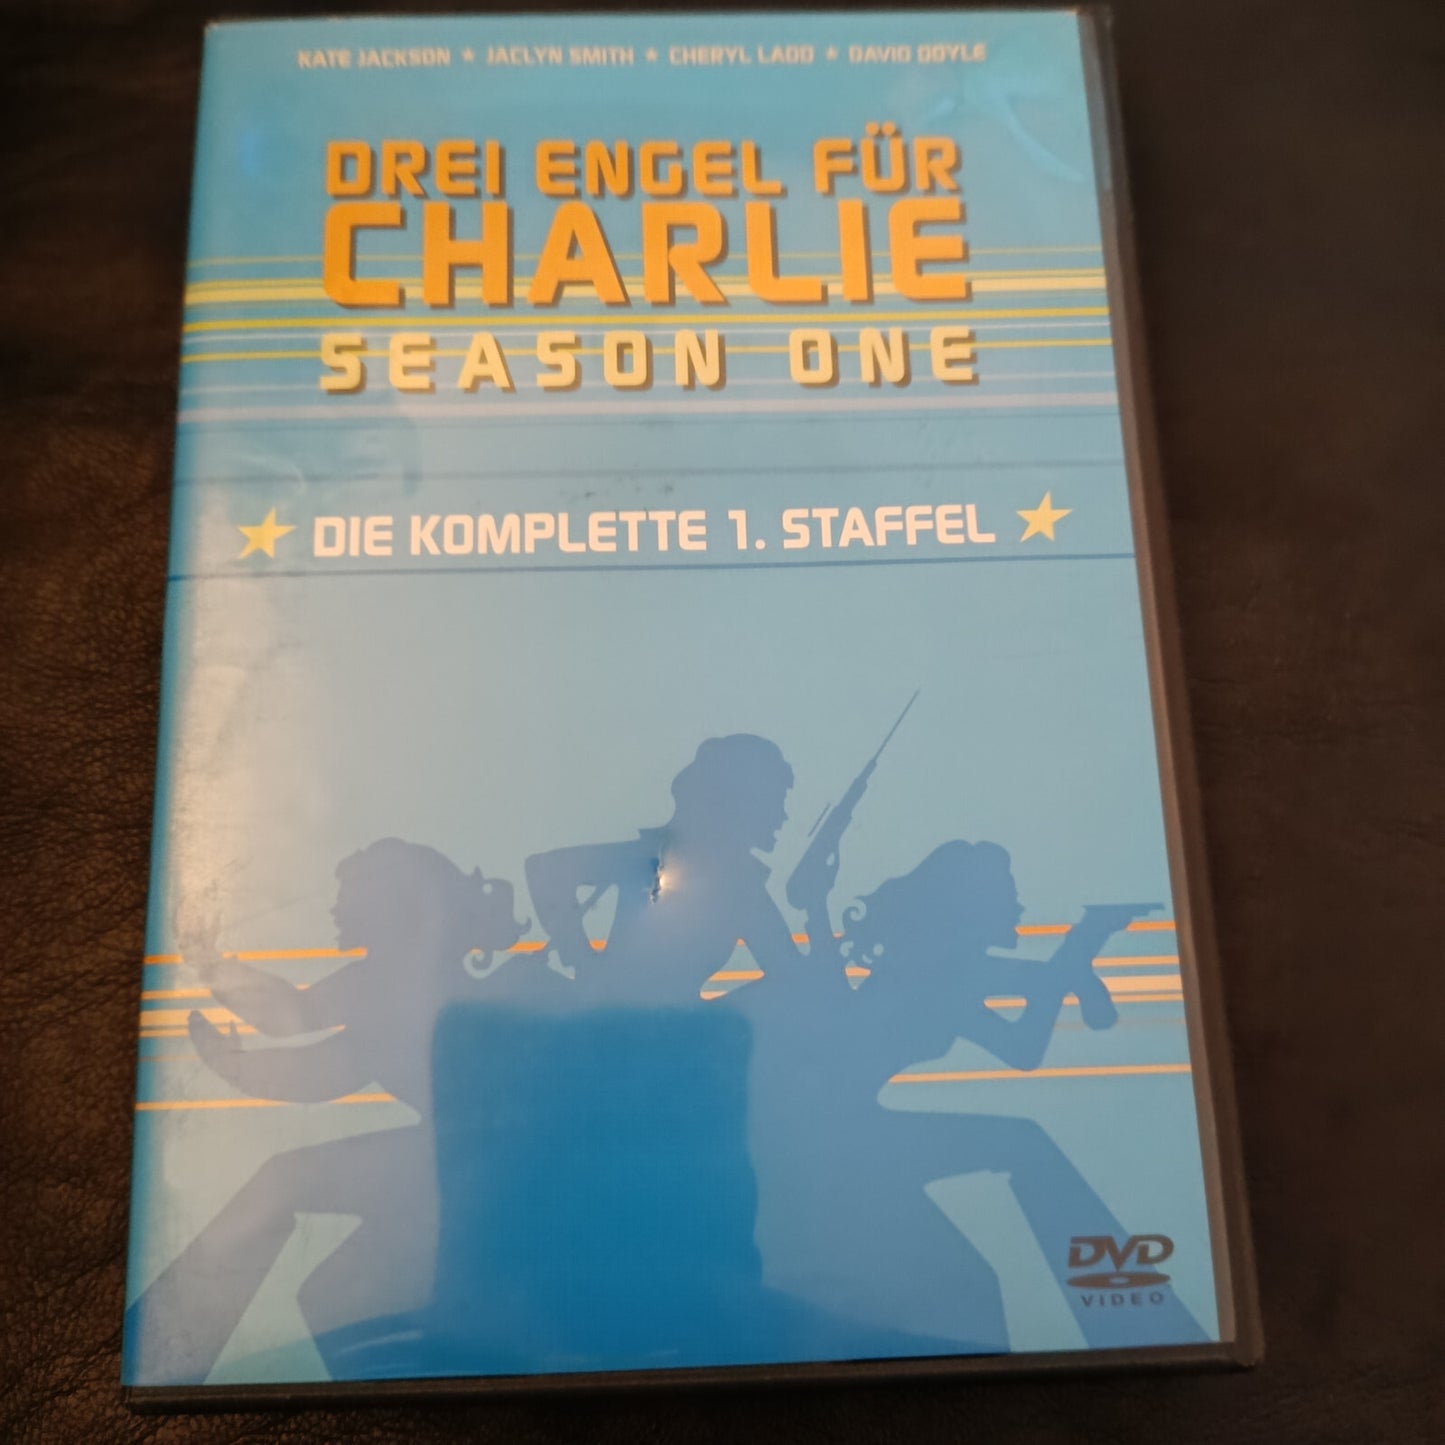 KATE JACKSON ★ JACLYN SMITH ★ CHERYL LADD ★ DAVID DOYLE
DREI ENGEL FÜR
CHARLIE
SEASON ONE
★ DIE KOMPLETTE 1. STAFFEL ★
DVD
VIDEO